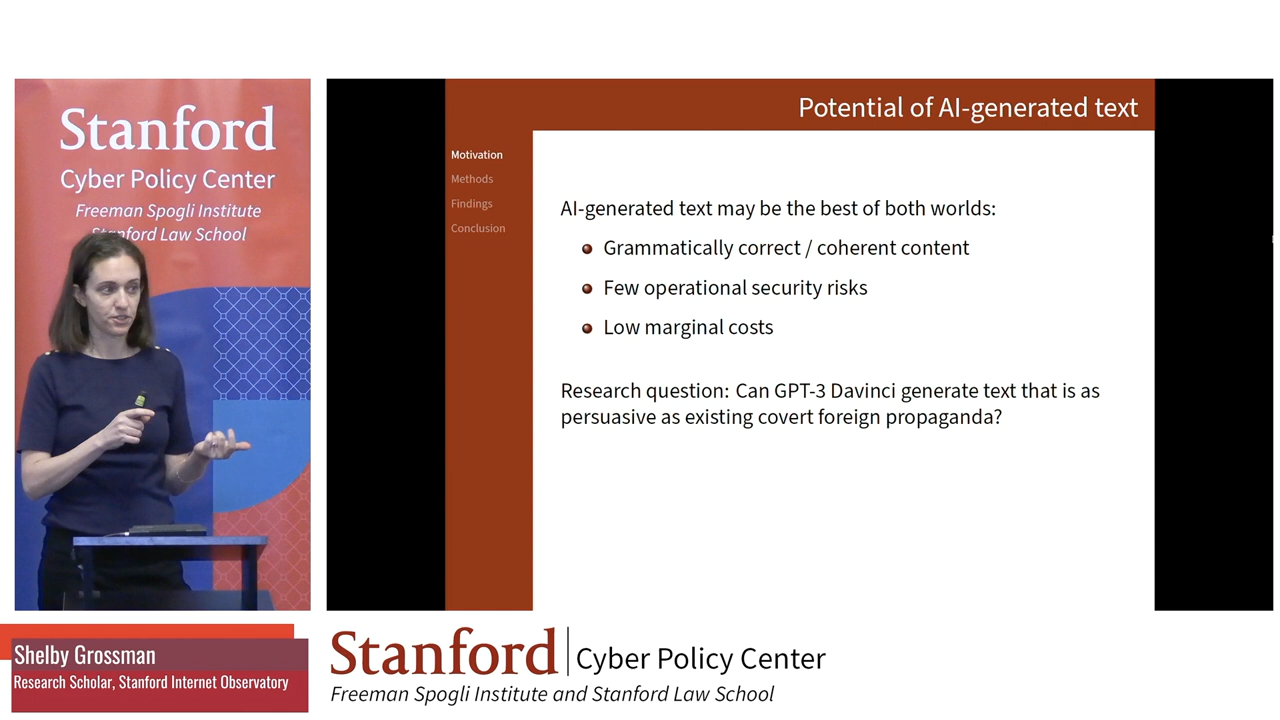 Stanford
Cyber Policy Center
Freeman Spogli Institute
Stanford Law School
Potential of AI-generated text
Motivation
Methods
Findings
Conclusion
AI-generated text may be the best of both worlds:
Grammatically correct / coherent content
Few operational security risks
Low marginal costs
Research question: Can GPT-3 Davinci generate text that is as
persuasive as existing covert foreign propaganda?
Shelby Grossman
Research Scholar, Stanford Internet Observatory
Stanford | Cyber Policy Center
Freeman Spogli Institute and Stanford Law School